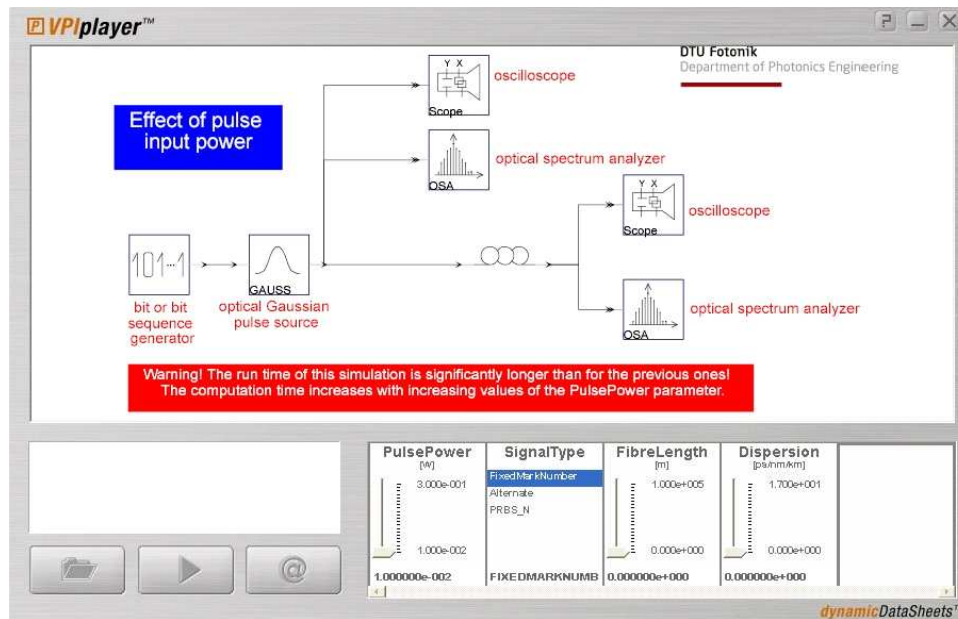 VPIplayer™
DTU Fotonik
Department of Photonics Engineering
Effect of pulse
input power
Y X
Scope
oscilloscope
OSA
optical spectrum analyzer
Y X
Scope
oscilloscope
101...1
bit or bit
sequence
generator
GAUSS
optical Gaussian
pulse source
OSA
optical spectrum analyzer
Warning! The run time of this simulation is significantly longer than for the previous ones!
The computation time increases with increasing values of the PulsePower parameter.
PulsePower
[W]
3.000e-001
1.000e-002
1.000000e-002
SignalType
FixedMarkNumber
Alternate
PRBS_N
FIXEDMARKNUMB
FibreLength
[m]
1.000e+005
0.000e+000
0.000000e+000
Dispersion
[ps/nm/km]
1.700e+001
0.000e+000
0.000000e+000
@
dynamicDataSheets